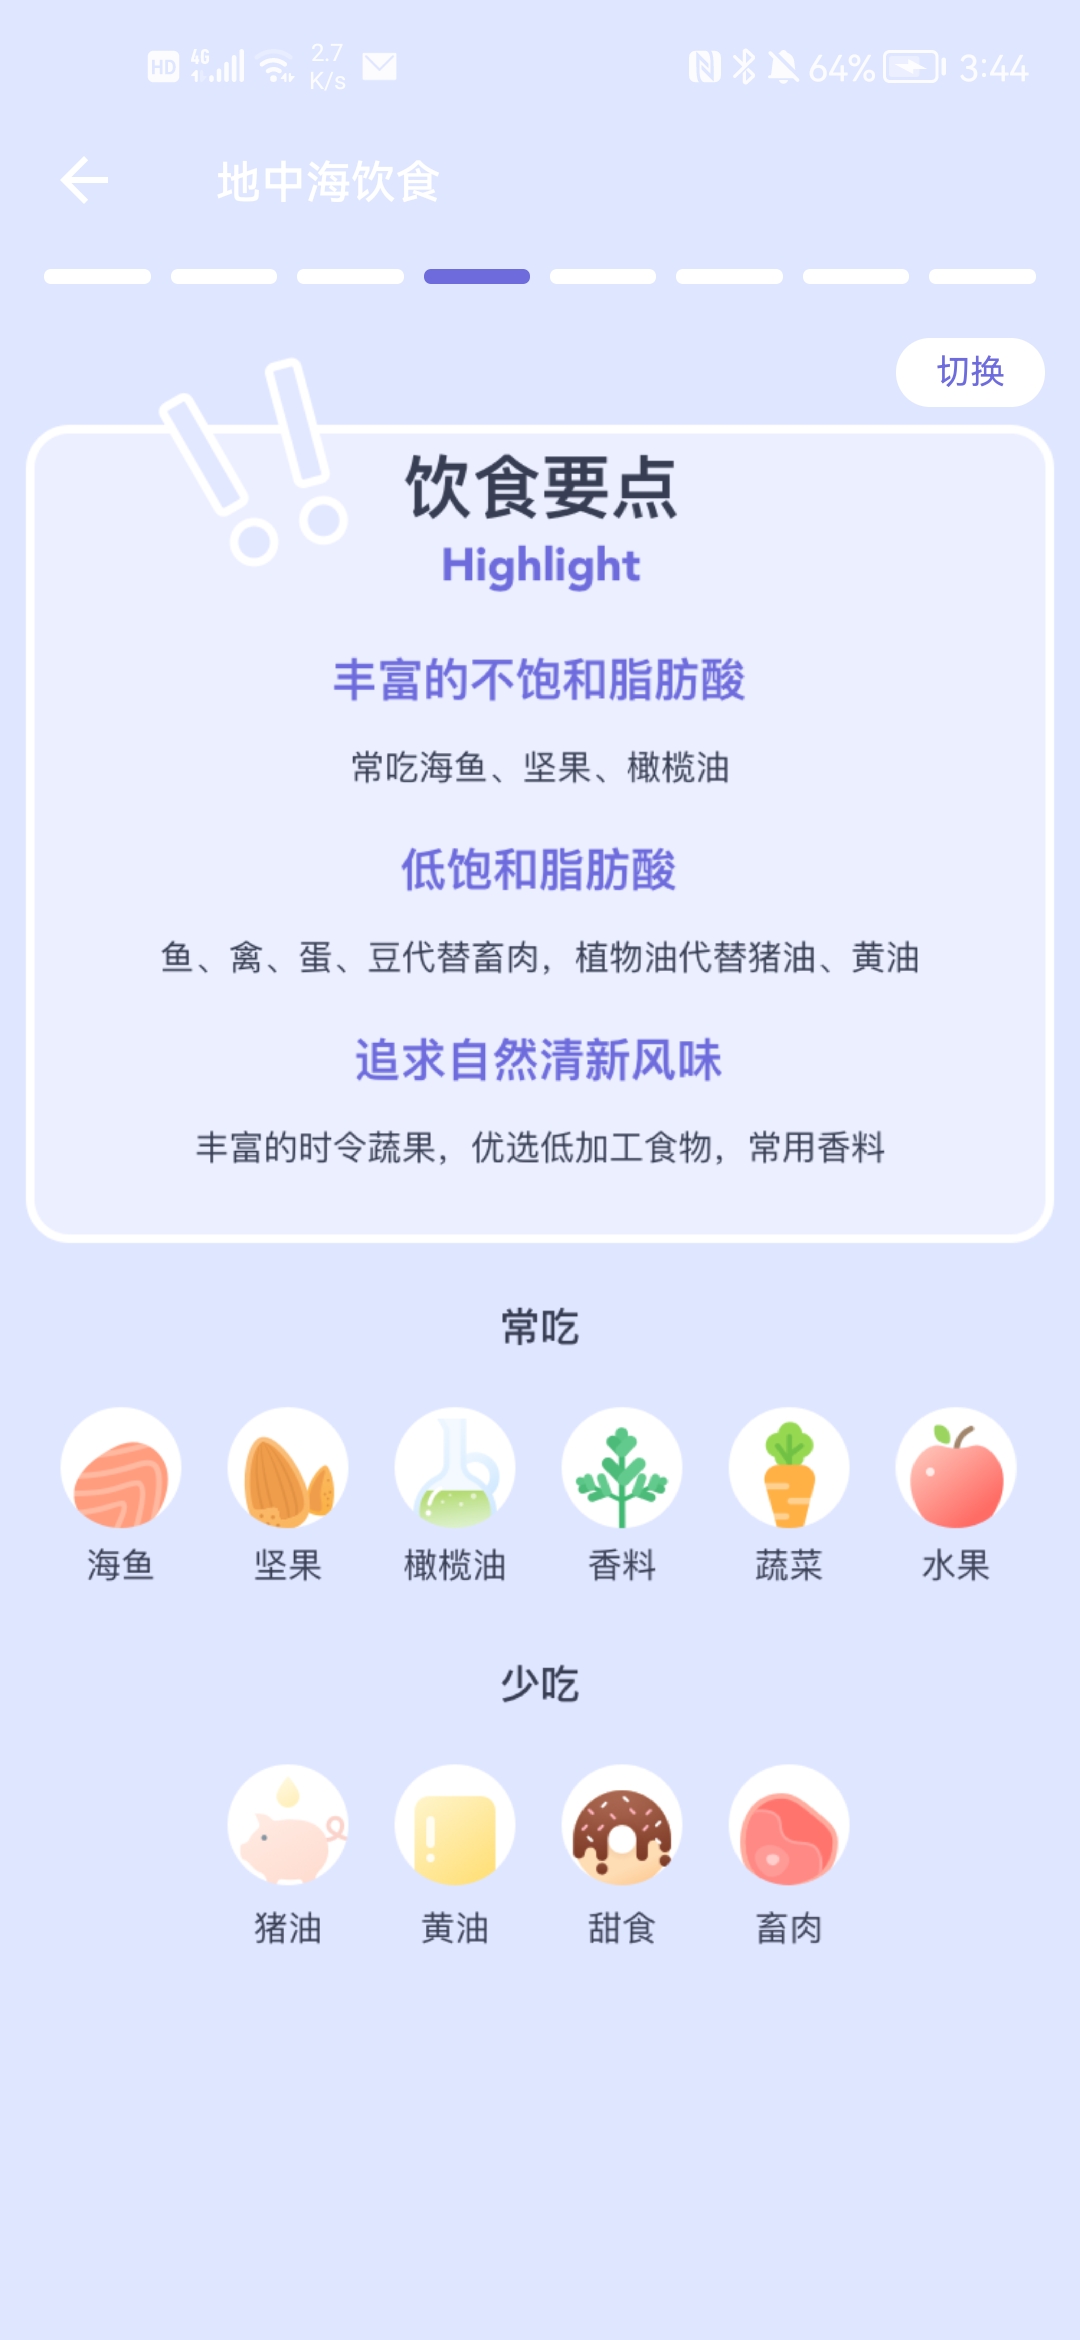 HD 4G 2.7 K/s 64% 3:44
地中海饮食
切换
饮食要点
Highlight
丰富的不饱和脂肪酸
常吃海鱼、坚果、橄榄油
低饱和脂肪酸
鱼、禽、蛋、豆代替畜肉，植物油代替猪油、黄油
追求自然清新风味
丰富的时令蔬果，优选低加工食物，常用香料
常吃
海鱼 坚果 橄榄油 香料 蔬菜 水果
少吃
猪油 黄油 甜食 畜肉